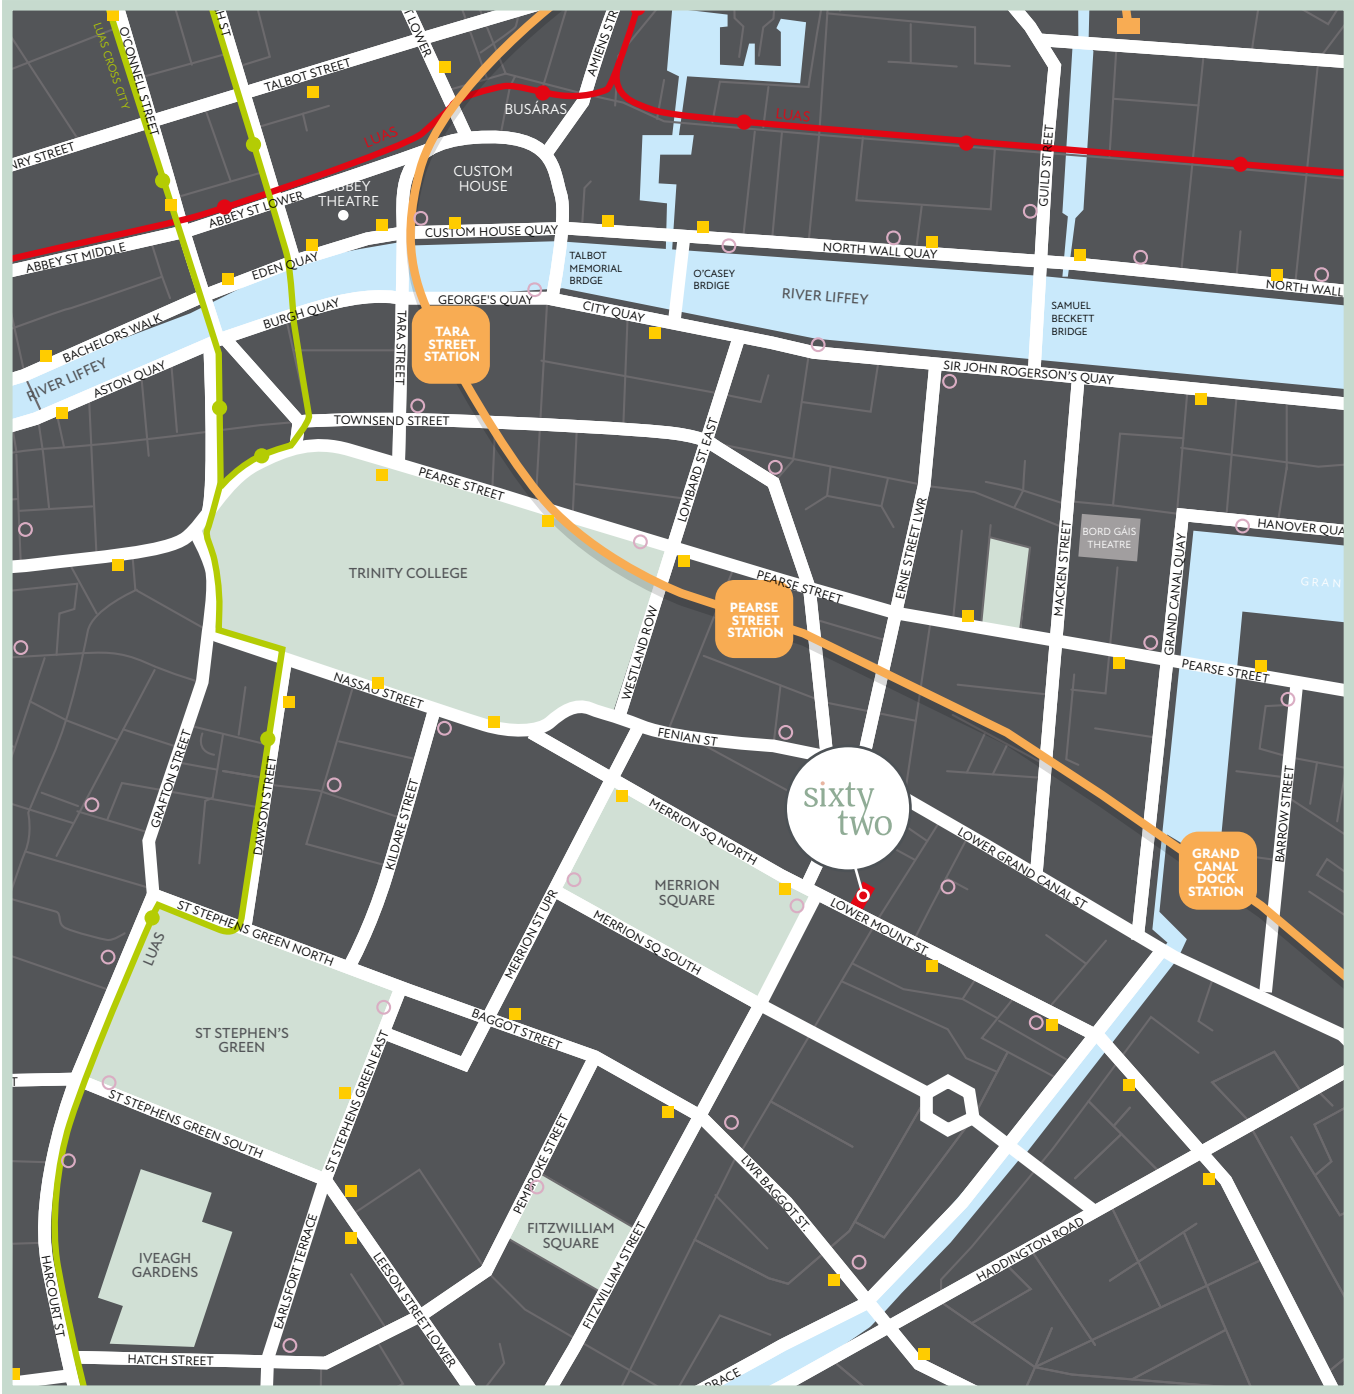 LUAS CROSS CITY
O'CONNELL STREET
H ST
TALBOT STREET
T LOWER
AMIENS STR
BUSÁRAS
LUAS
LUAS
NRY STREET
CUSTOM
HOUSE
ABBEY
THEATRE
ABBEY ST LOWER
ABBEY ST MIDDLE
GUILD STREET
CUSTOM HOUSE QUAY
NORTH WALL QUAY
NORTH WALL
EDEN QUAY
TALBOT
MEMORIAL
BRDGE
O'CASEY
BRDIGE
RIVER LIFFEY
SAMUEL
BECKETT
BRIDGE
BURGH QUAY
GEORGE'S QUAY
CITY QUAY
BACHELORS WALK
RIVER LIFFEY
ASTON QUAY
TARA STREET
TARA
STREET
STATION
SIR JOHN ROGERSON'S QUAY
TOWNSEND STREET
LOMBARD ST. EAST
PEARSE STREET
ERNE STREET LWR
MACKEN STREET
BORD GÁIS
THEATRE
GRAND CANAL QUAY
HANOVER QUA
GRAN
TRINITY COLLEGE
PEARSE STREET
PEARSE
STREET
STATION
WESTLAND ROW
PEARSE STREET
NASSAU STREET
FENIAN ST
GRAFTON STREET
DAWSON STREET
KILDARE STREET
sixty
two
MERRION SQ NORTH
LOWER GRAND CANAL ST
BARROW STREET
GRAND
CANAL
DOCK
STATION
MERRION
SQUARE
LOWER MOUNT ST.
ST STEPHENS GREEN NORTH
LUAS
MERRION ST UPR
MERRION SQ SOUTH
BAGGOT STREET
ST STEPHEN'S
GREEN
ST STEPHENS GREEN EAST
T
ST STEPHENS GREEN SOUTH
PEMBROKE STREET
LWR BAGGOT ST.
FITZWILLIAM
SQUARE
FITZWILLIAM STREET
HADDINGTON ROAD
IVEAGH
GARDENS
HARCOURT ST
EARLSFORT TERRACE
LEESON STREET LOWER
HATCH STREET
RRACE